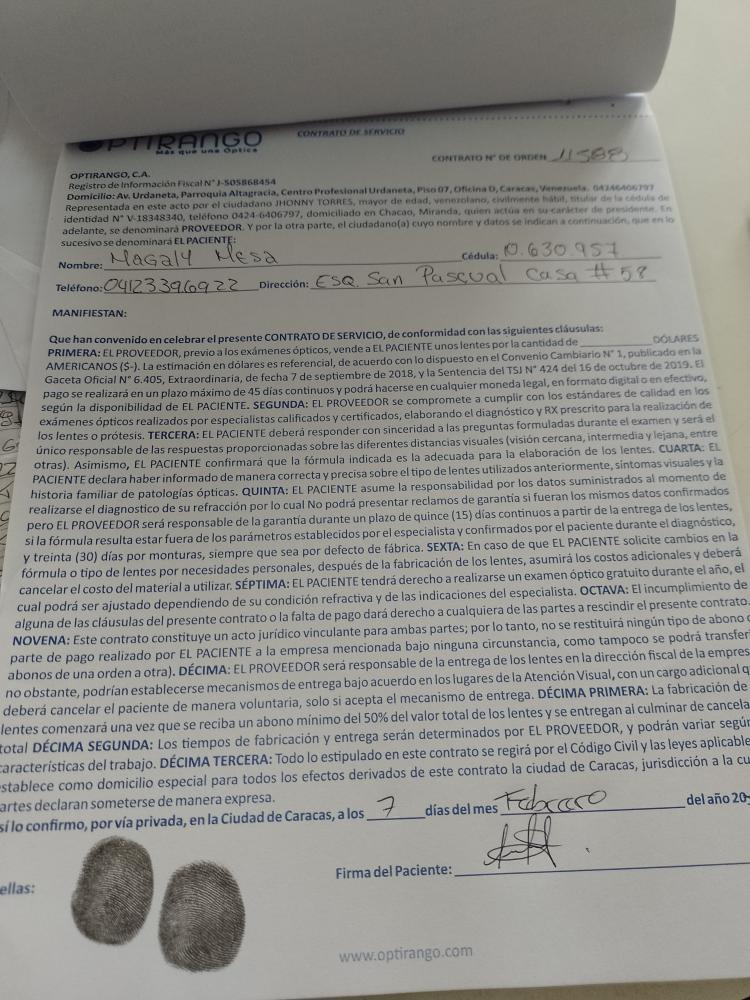 OPTIRANGO
Más que una Óptica
CONTRATO DE SERVICIO
CONTRATO N° DE ORDEN 11588
OPTIRANGO, C.A.
Registro de Información Fiscal N° J-505868454
Domicilio: Av. Urdaneta, Parroquia Altagracia, Centro Profesional Urdaneta, Piso 07, Oficina D, Caracas, Venezuela. 04246406797
Representada en este acto por el ciudadano JHONNY TORRES, mayor de edad, venezolano, civilmente hábil, titular de la cédula de
identidad N° V-18348340, teléfono 0424-6406797, domiciliado en Chacao, Miranda, quien actúa en su carácter de presidente. En
adelante, se denominará PROVEEDOR. Y por la otra parte, el ciudadano(a) cuyo nombre y datos se indican a continuación, que en lo
sucesivo se denominará EL PACIENTE:
Nombre: Magaly Mesa Cédula: 10.630.957
Teléfono: 04123396922 Dirección: ESQ. San Pascual Casa # 58
MANIFIESTAN:
Que han convenido en celebrar el presente CONTRATO DE SERVICIO, de conformidad con las siguientes cláusulas:
PRIMERA: EL PROVEEDOR, previo a los exámenes ópticos, vende a EL PACIENTE unos lentes por la cantidad de DÓLARES
AMERICANOS ($-). La estimación en dólares es referencial, de acuerdo con lo dispuesto en el Convenio Cambiario N° 1, publicado en la
Gaceta Oficial N° 6.405, Extraordinaria, de fecha 7 de septiembre de 2018, y la Sentencia del TSJ N° 424 del 16 de octubre de 2019. El
pago se realizará en un plazo máximo de 45 días continuos y podrá hacerse en cualquier moneda legal, en formato digital o en efectivo,
según la disponibilidad de EL PACIENTE. SEGUNDA: EL PROVEEDOR se compromete a cumplir con los estándares de calidad en los
exámenes ópticos realizados por especialistas calificados y certificados, elaborando el diagnóstico y RX prescrito para la realización de
los lentes o prótesis. TERCERA: EL PACIENTE deberá responder con sinceridad a las preguntas formuladas durante el examen y será el
único responsable de las respuestas proporcionadas sobre las diferentes distancias visuales (visión cercana, intermedia y lejana, entre
otras). Asimismo, EL PACIENTE confirmará que la fórmula indicada es la adecuada para la elaboración de los lentes. CUARTA: EL
PACIENTE declara haber informado de manera correcta y precisa sobre el tipo de lentes utilizados anteriormente, síntomas visuales y la
historia familiar de patologías ópticas. QUINTA: EL PACIENTE asume la responsabilidad por los datos suministrados al momento de
realizarse el diagnostico de su refracción por lo cual No podrá presentar reclamos de garantía si fueran los mismos datos confirmados
pero EL PROVEEDOR será responsable de la garantía durante un plazo de quince (15) días continuos a partir de la entrega de los lentes,
si la fórmula resulta estar fuera de los parámetros establecidos por el especialista y confirmados por el paciente durante el diagnóstico,
y treinta (30) días por monturas, siempre que sea por defecto de fábrica. SEXTA: En caso de que EL PACIENTE solicite cambios en la
fórmula o tipo de lentes por necesidades personales, después de la fabricación de los lentes, asumirá los costos adicionales y deberá
cancelar el costo del material a utilizar. SÉPTIMA: EL PACIENTE tendrá derecho a realizarse un examen óptico gratuito durante el año, el
cual podrá ser ajustado dependiendo de su condición refractiva y de las indicaciones del especialista. OCTAVA: El incumplimiento de
alguna de las cláusulas del presente contrato o la falta de pago dará derecho a cualquiera de las partes a rescindir el presente contrato.
NOVENA: Este contrato constituye un acto jurídico vinculante para ambas partes; por lo tanto, no se restituirá ningún tipo de abono o
parte de pago realizado por EL PACIENTE a la empresa mencionada bajo ninguna circunstancia, como tampoco se podrá transfer
abonos de una orden a otra). DÉCIMA: EL PROVEEDOR será responsable de la entrega de los lentes en la dirección fiscal de la empres
no obstante, podrían establecerse mecanismos de entrega bajo acuerdo en los lugares de la Atención Visual, con un cargo adicional q
deberá cancelar el paciente de manera voluntaria, solo si acepta el mecanismo de entrega. DÉCIMA PRIMERA: La fabricación de
lentes comenzará una vez que se reciba un abono mínimo del 50% del valor total de los lentes y se entregan al culminar de cancela
total DÉCIMA SEGUNDA: Los tiempos de fabricación y entrega serán determinados por EL PROVEEDOR, y podrán variar según
características del trabajo. DÉCIMA TERCERA: Todo lo estipulado en este contrato se regirá por el Código Civil y las leyes aplicable
establece como domicilio especial para todos los efectos derivados de este contrato la ciudad de Caracas, jurisdicción a la cu
artes declaran someterse de manera expresa.
sí lo confirmo, por vía privada, en la Ciudad de Caracas, a los 7 días del mes Febrero del año 20
ellas:
Firma del Paciente:
www.optirango.com